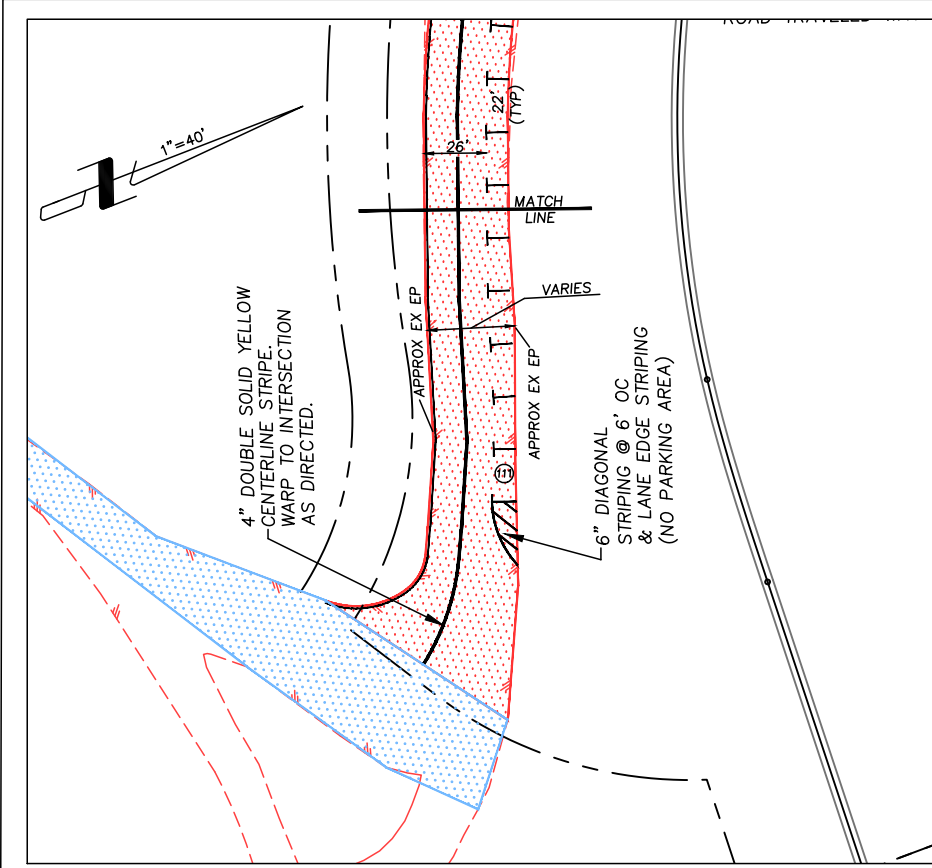 1"=40'
22'
(TYP)
26'
MATCH
LINE
VARIES
APPROX EX EP
APPROX EX EP
4" DOUBLE SOLID YELLOW
CENTERLINE STRIPE.
WARP TO INTERSECTION
AS DIRECTED.
111
6" DIAGONAL
STRIPING @ 6' OC
& LANE EDGE STRIPING
(NO PARKING AREA)